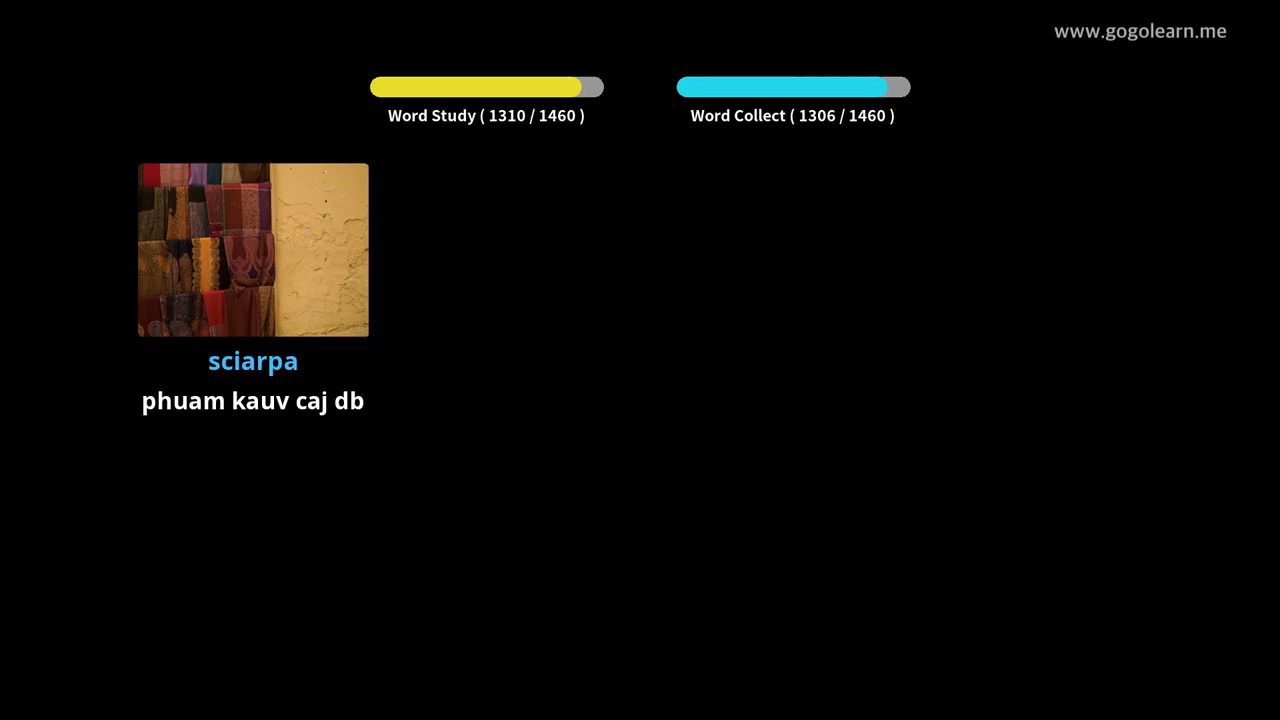 www.gogolearn.me
Word Study ( 1310 / 1460 )
Word Collect ( 1306 / 1460 )
sciarpa
phuam kauv caj db